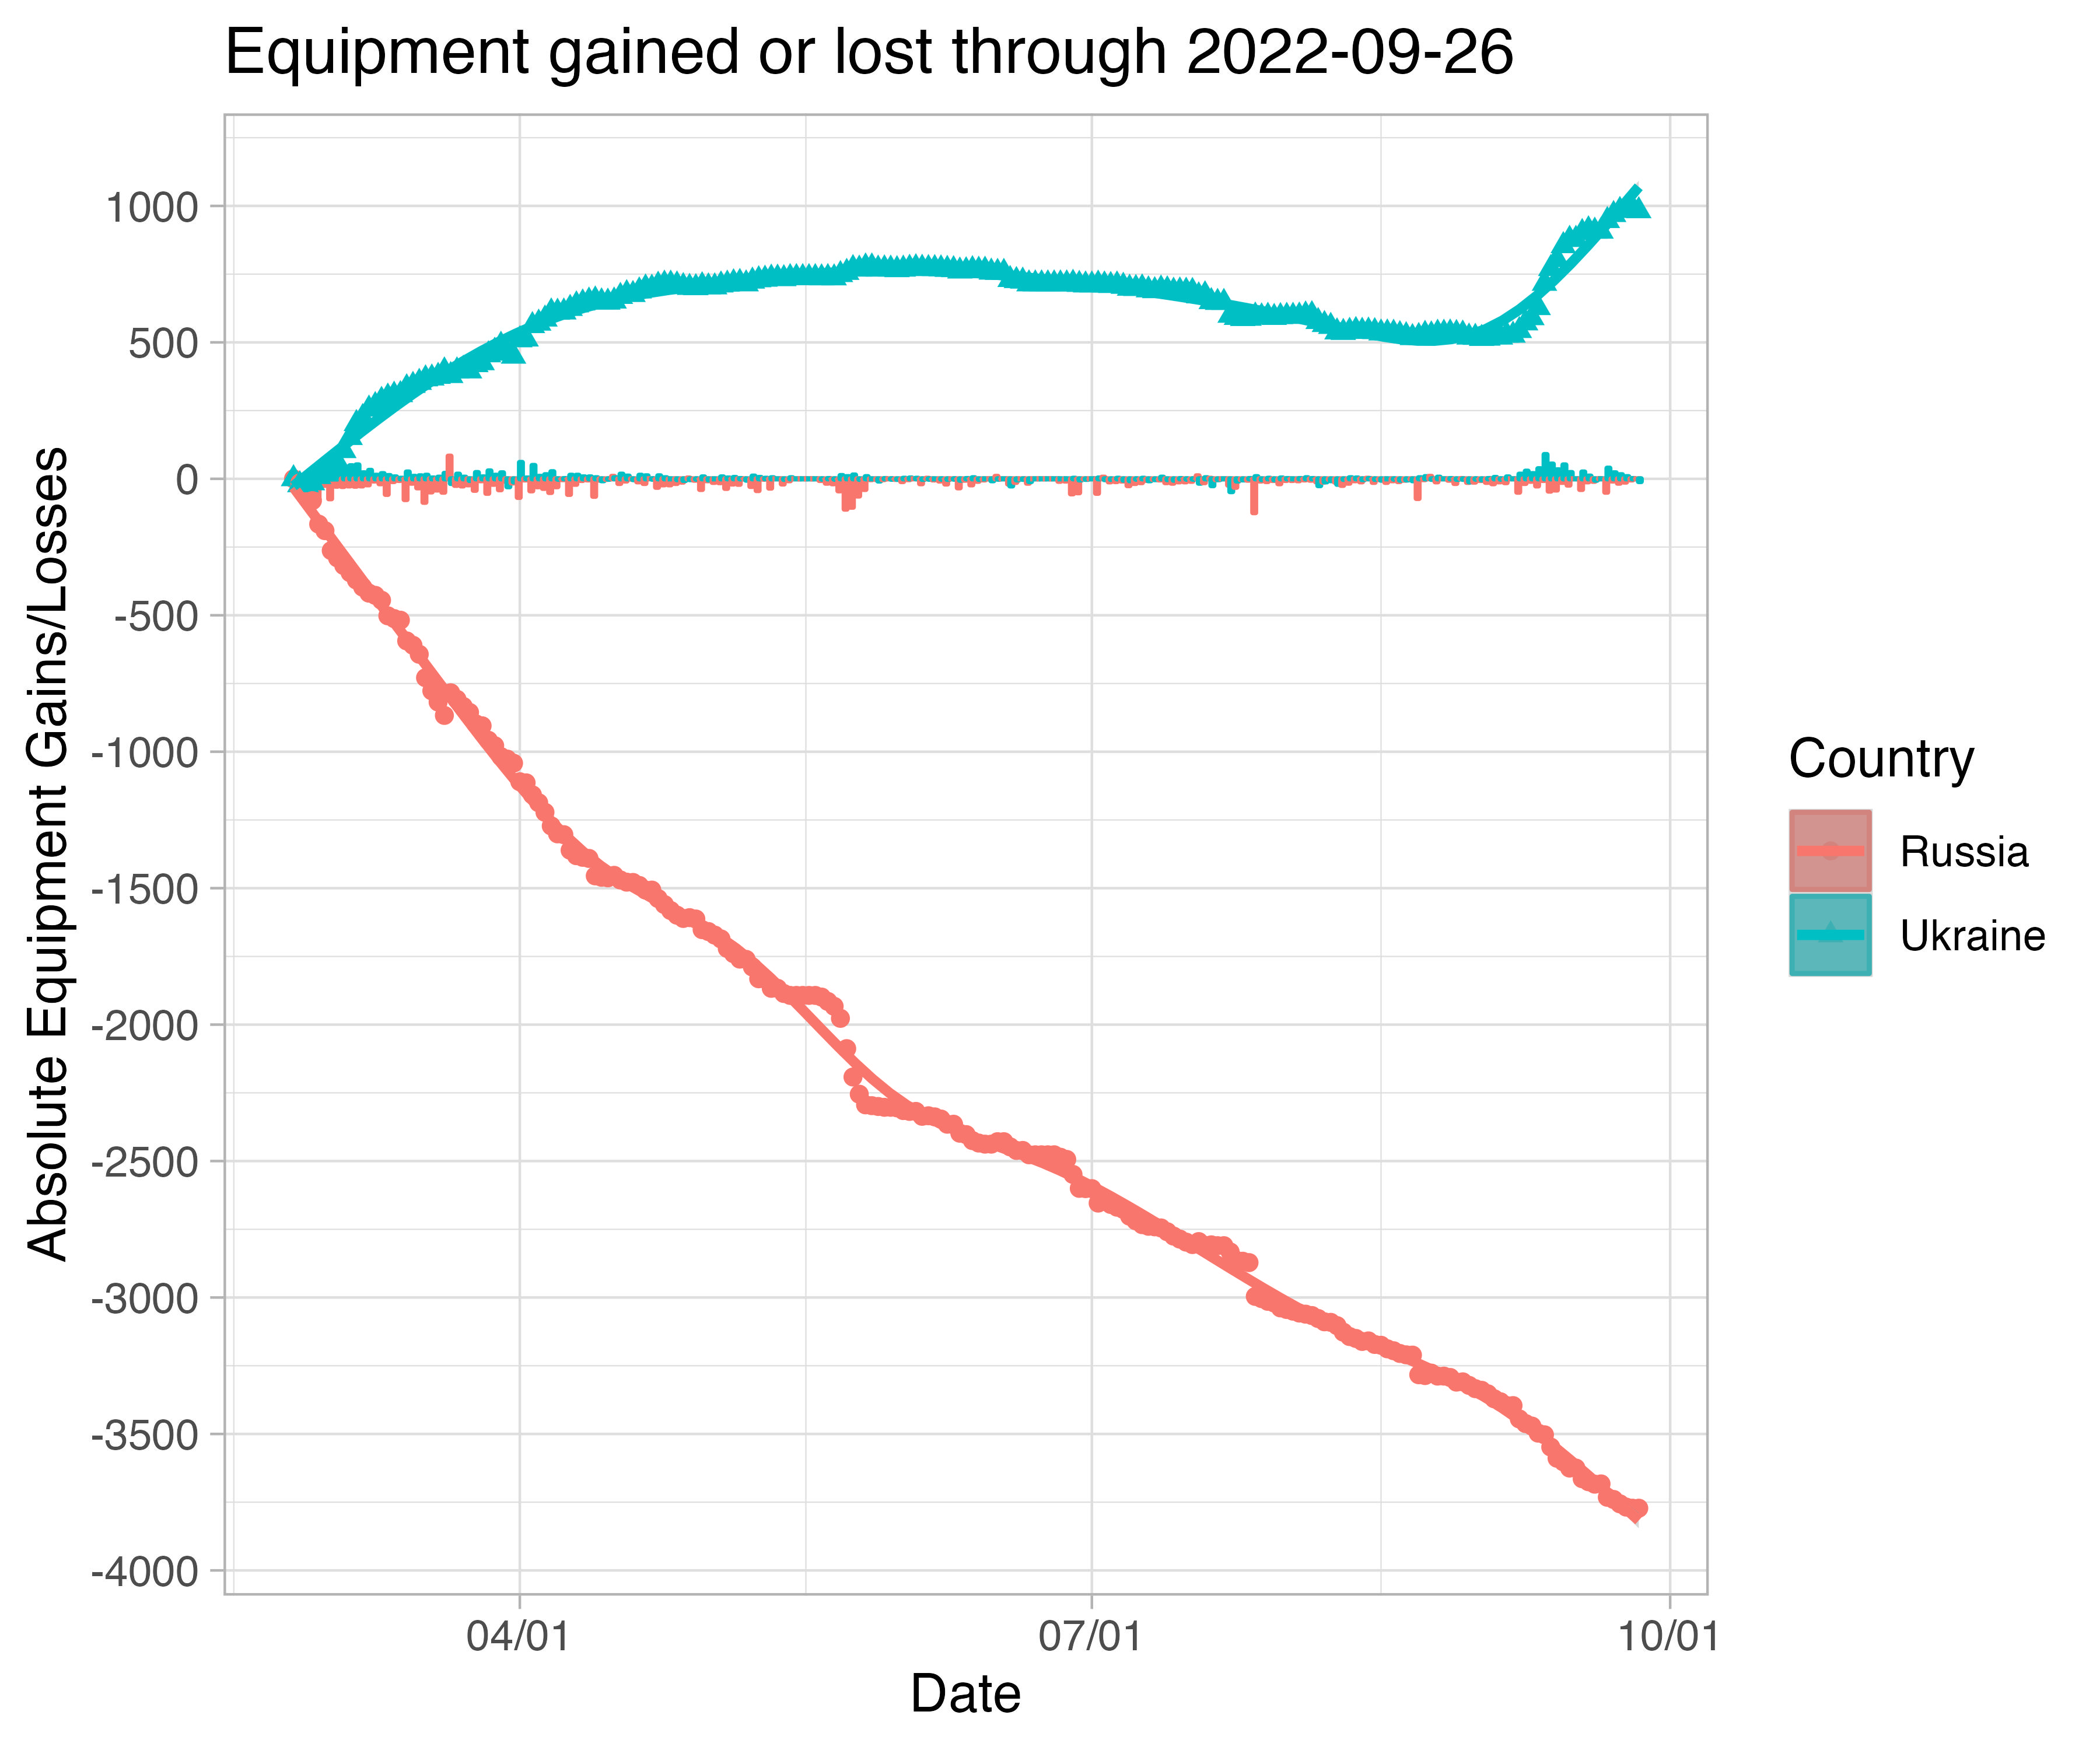 Equipment gained or lost through 2022-09-26
Absolute Equipment Gains/Losses
1000
500
0
-500
-1000
-1500
-2000
-2500
-3000
-3500
-4000
04/01
07/01
10/01
Date
Country
Russia
Ukraine